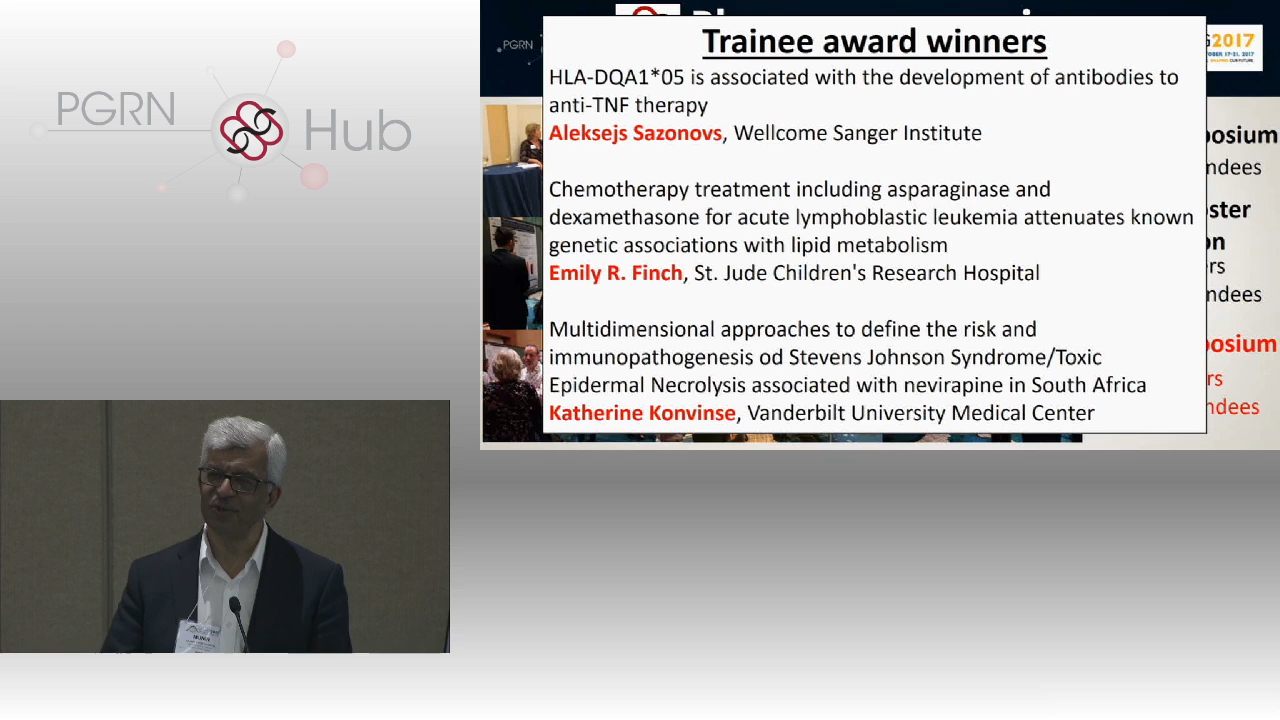 PGRN
Hub
Trainee award winners
HLA-DQA1*05 is associated with the development of antibodies to
anti-TNF therapy
Aleksejs Sazonovs, Wellcome Sanger Institute
Chemotherapy treatment including asparaginase and
dexamethasone for acute lymphoblastic leukemia attenuates known
genetic associations with lipid metabolism
Emily R. Finch, St. Jude Children's Research Hospital
Multidimensional approaches to define the risk and
immunopathogenesis od Stevens Johnson Syndrome/Toxic
Epidermal Necrolysis associated with nevirapine in South Africa
Katherine Konvinse, Vanderbilt University Medical Center
PGRN
G2017
posium
ndees
ster
on
rs
ndees
posium
rs
ndees